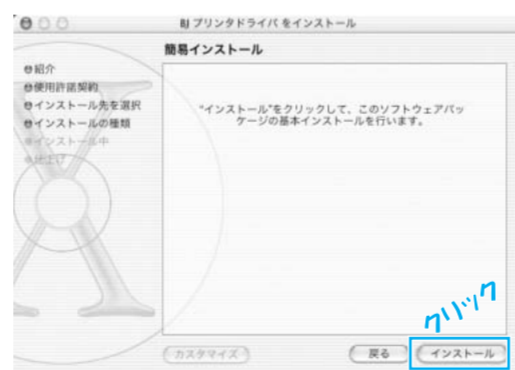 BJ プリンタドライバ をインストール
簡易インストール
紹介
使用許諾契約
インストール先を選択
インストールの種類
インストール中
仕上げ
"インストール"をクリックして、このソフトウェアパッ
ケージの基本インストールを行います。
クリック
カスタマイズ
戻る
インストール